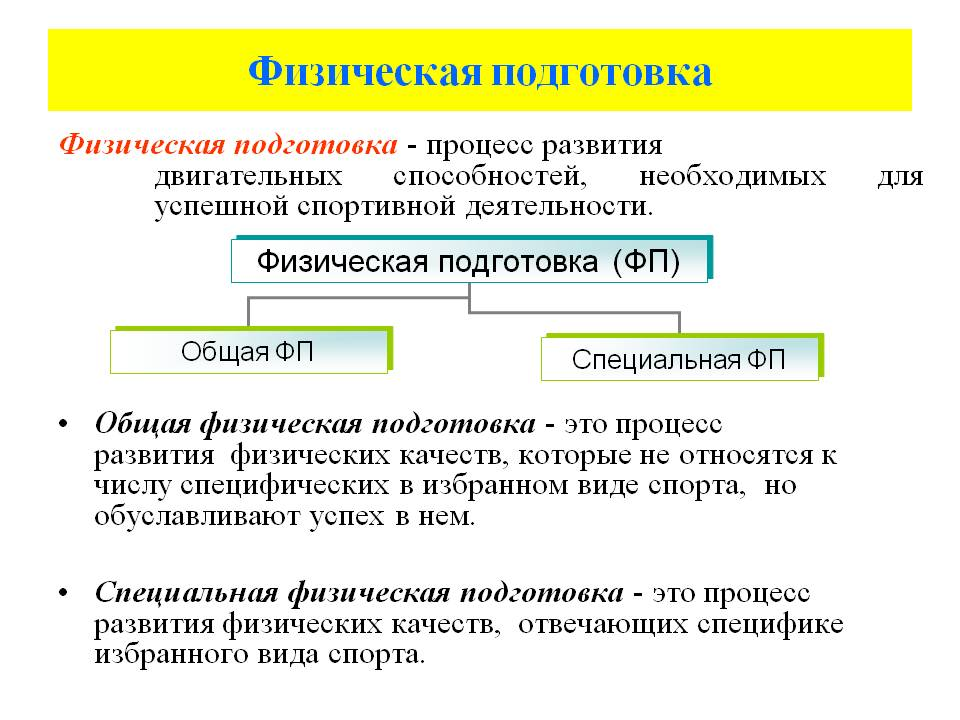 Физическая подготовка
Физическая подготовка - процесс развития
двигательных способностей, необходимых для
успешной спортивной деятельности.
Физическая подготовка (ФП)
Общая ФП
Специальная ФП
• Общая физическая подготовка - это процесс
развития физических качеств, которые не относятся к
числу специфических в избранном виде спорта, но
обуславливают успех в нем.
• Специальная физическая подготовка - это процесс
развития физических качеств, отвечающих специфике
избранного вида спорта.